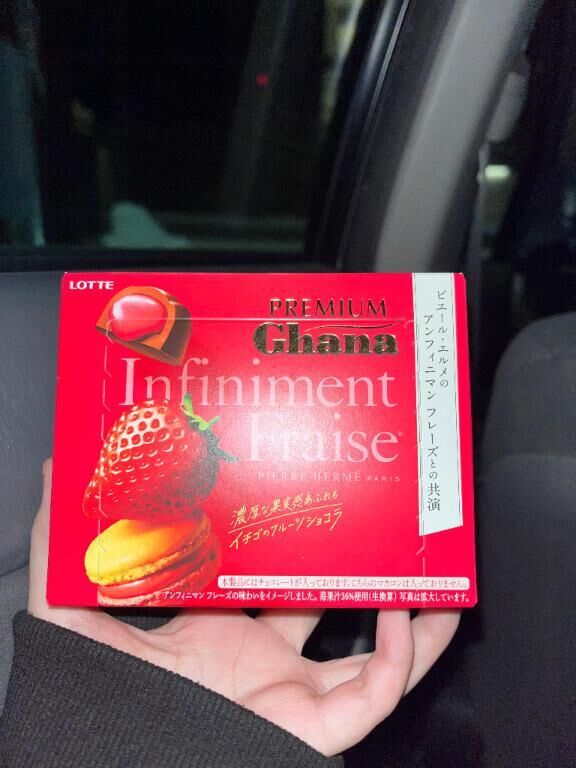 LOTTE
PREMIUM
Ghana
Infiniment
Fraise
PIERRE HERMÉ PARIS
ピエール・エルメの
アンフィニマン フレーズとの共演
濃厚な果実感あふれる
イチゴのフルーツショコラ
本製品にはチョコレートが入っております。こちらのマカロンは入っておりません。
アンフィニマン フレーズの味わいをイメージしました。苺果汁36%使用(生換算) 写真は拡大しています。